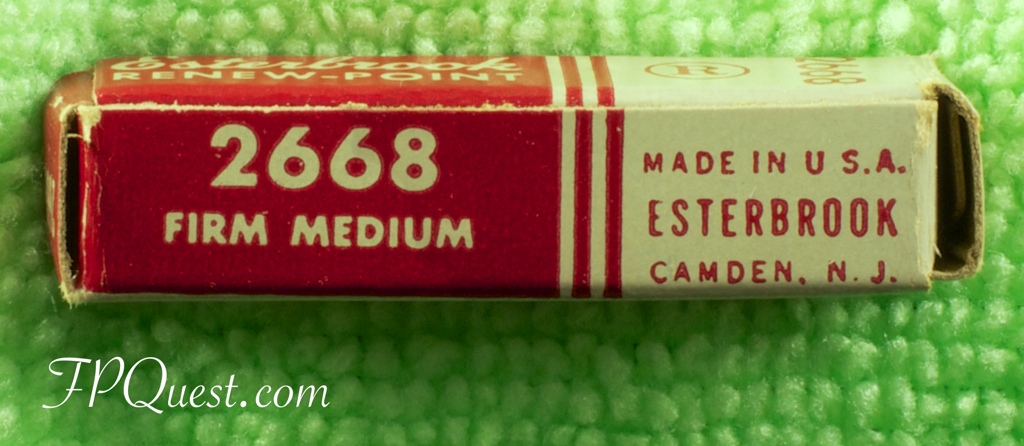 Esterbrook
RENEW-POINT
®
2668
2668
FIRM MEDIUM
MADE IN U S.A.
ESTERBROOK
CAMDEN, N. J.
FPQuest.com